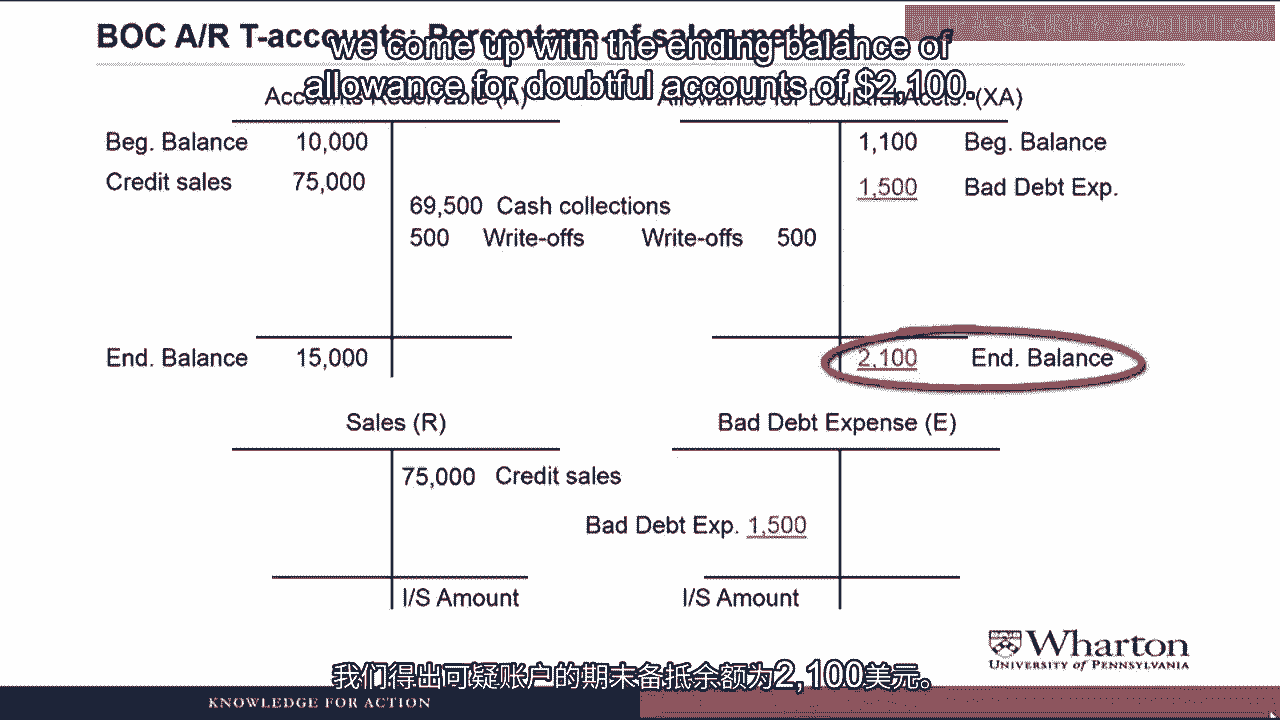 BOC A/R T-accounts: Percentage of sales method
we come up with the ending balance of
allowance for doubtful accounts of $2,100.
Accounts Receivable (A)
Allowance for Doubtful Accts. (XA)
Beg. Balance 10,000
1,100 Beg. Balance
Credit sales 75,000
1,500 Bad Debt Exp.
69,500 Cash collections
500 Write-offs
Write-offs 500
End. Balance 15,000
2,100 End. Balance
Sales (R)
Bad Debt Expense (E)
75,000 Credit sales
Bad Debt Exp. 1,500
I/S Amount
I/S Amount
Wharton
UNIVERSITY of PENNSYLVANIA
我们得出可疑账户的期末备抵余额为2,100美元。
KNOWLEDGE FOR ACTION